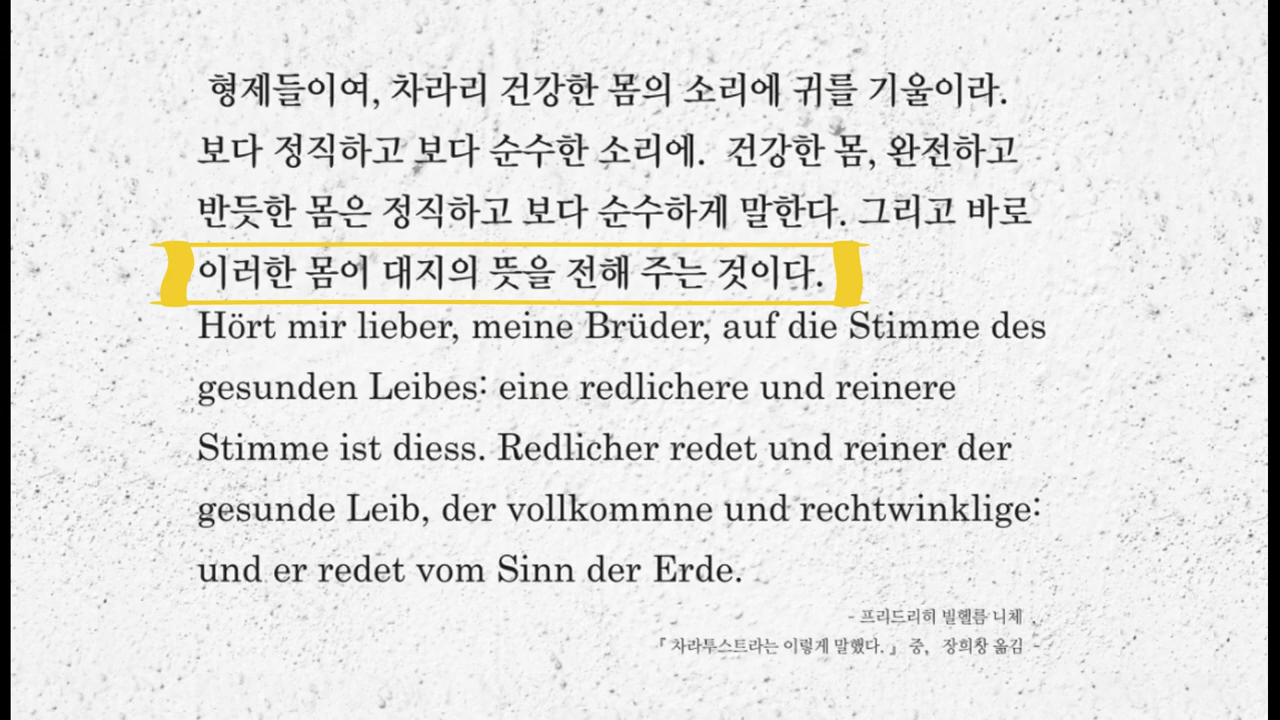 형제들이여, 차라리 건강한 몸의 소리에 귀를 기울이라.
보다 정직하고 보다 순수한 소리에. 건강한 몸, 완전하고
반듯한 몸은 정직하고 보다 순수하게 말한다. 그리고 바로
이러한 몸이 대지의 뜻을 전해 주는 것이다.
Hört mir lieber, meine Brüder, auf die Stimme des
gesunden Leibes: eine redlichere und reinere
Stimme ist diess. Redlicher redet und reiner der
gesunde Leib, der vollkommne und rechtwinklige:
und er redet vom Sinn der Erde.
- 프리드리히 빌헬름 니체 .
『 차라투스트라는 이렇게 말했다. 』 중, 장희창 옮김 -